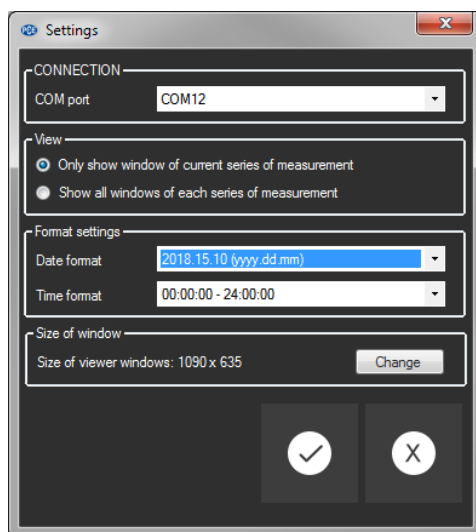 PCE Settings
CONNECTION
COM port COM12
View
Only show window of current series of measurement
Show all windows of each series of measurement
Format settings
Date format 2018.15.10 (yyyy.dd.mm)
Time format 00:00:00 - 24:00:00
Size of window
Size of viewer windows: 1090 x 635 Change
X